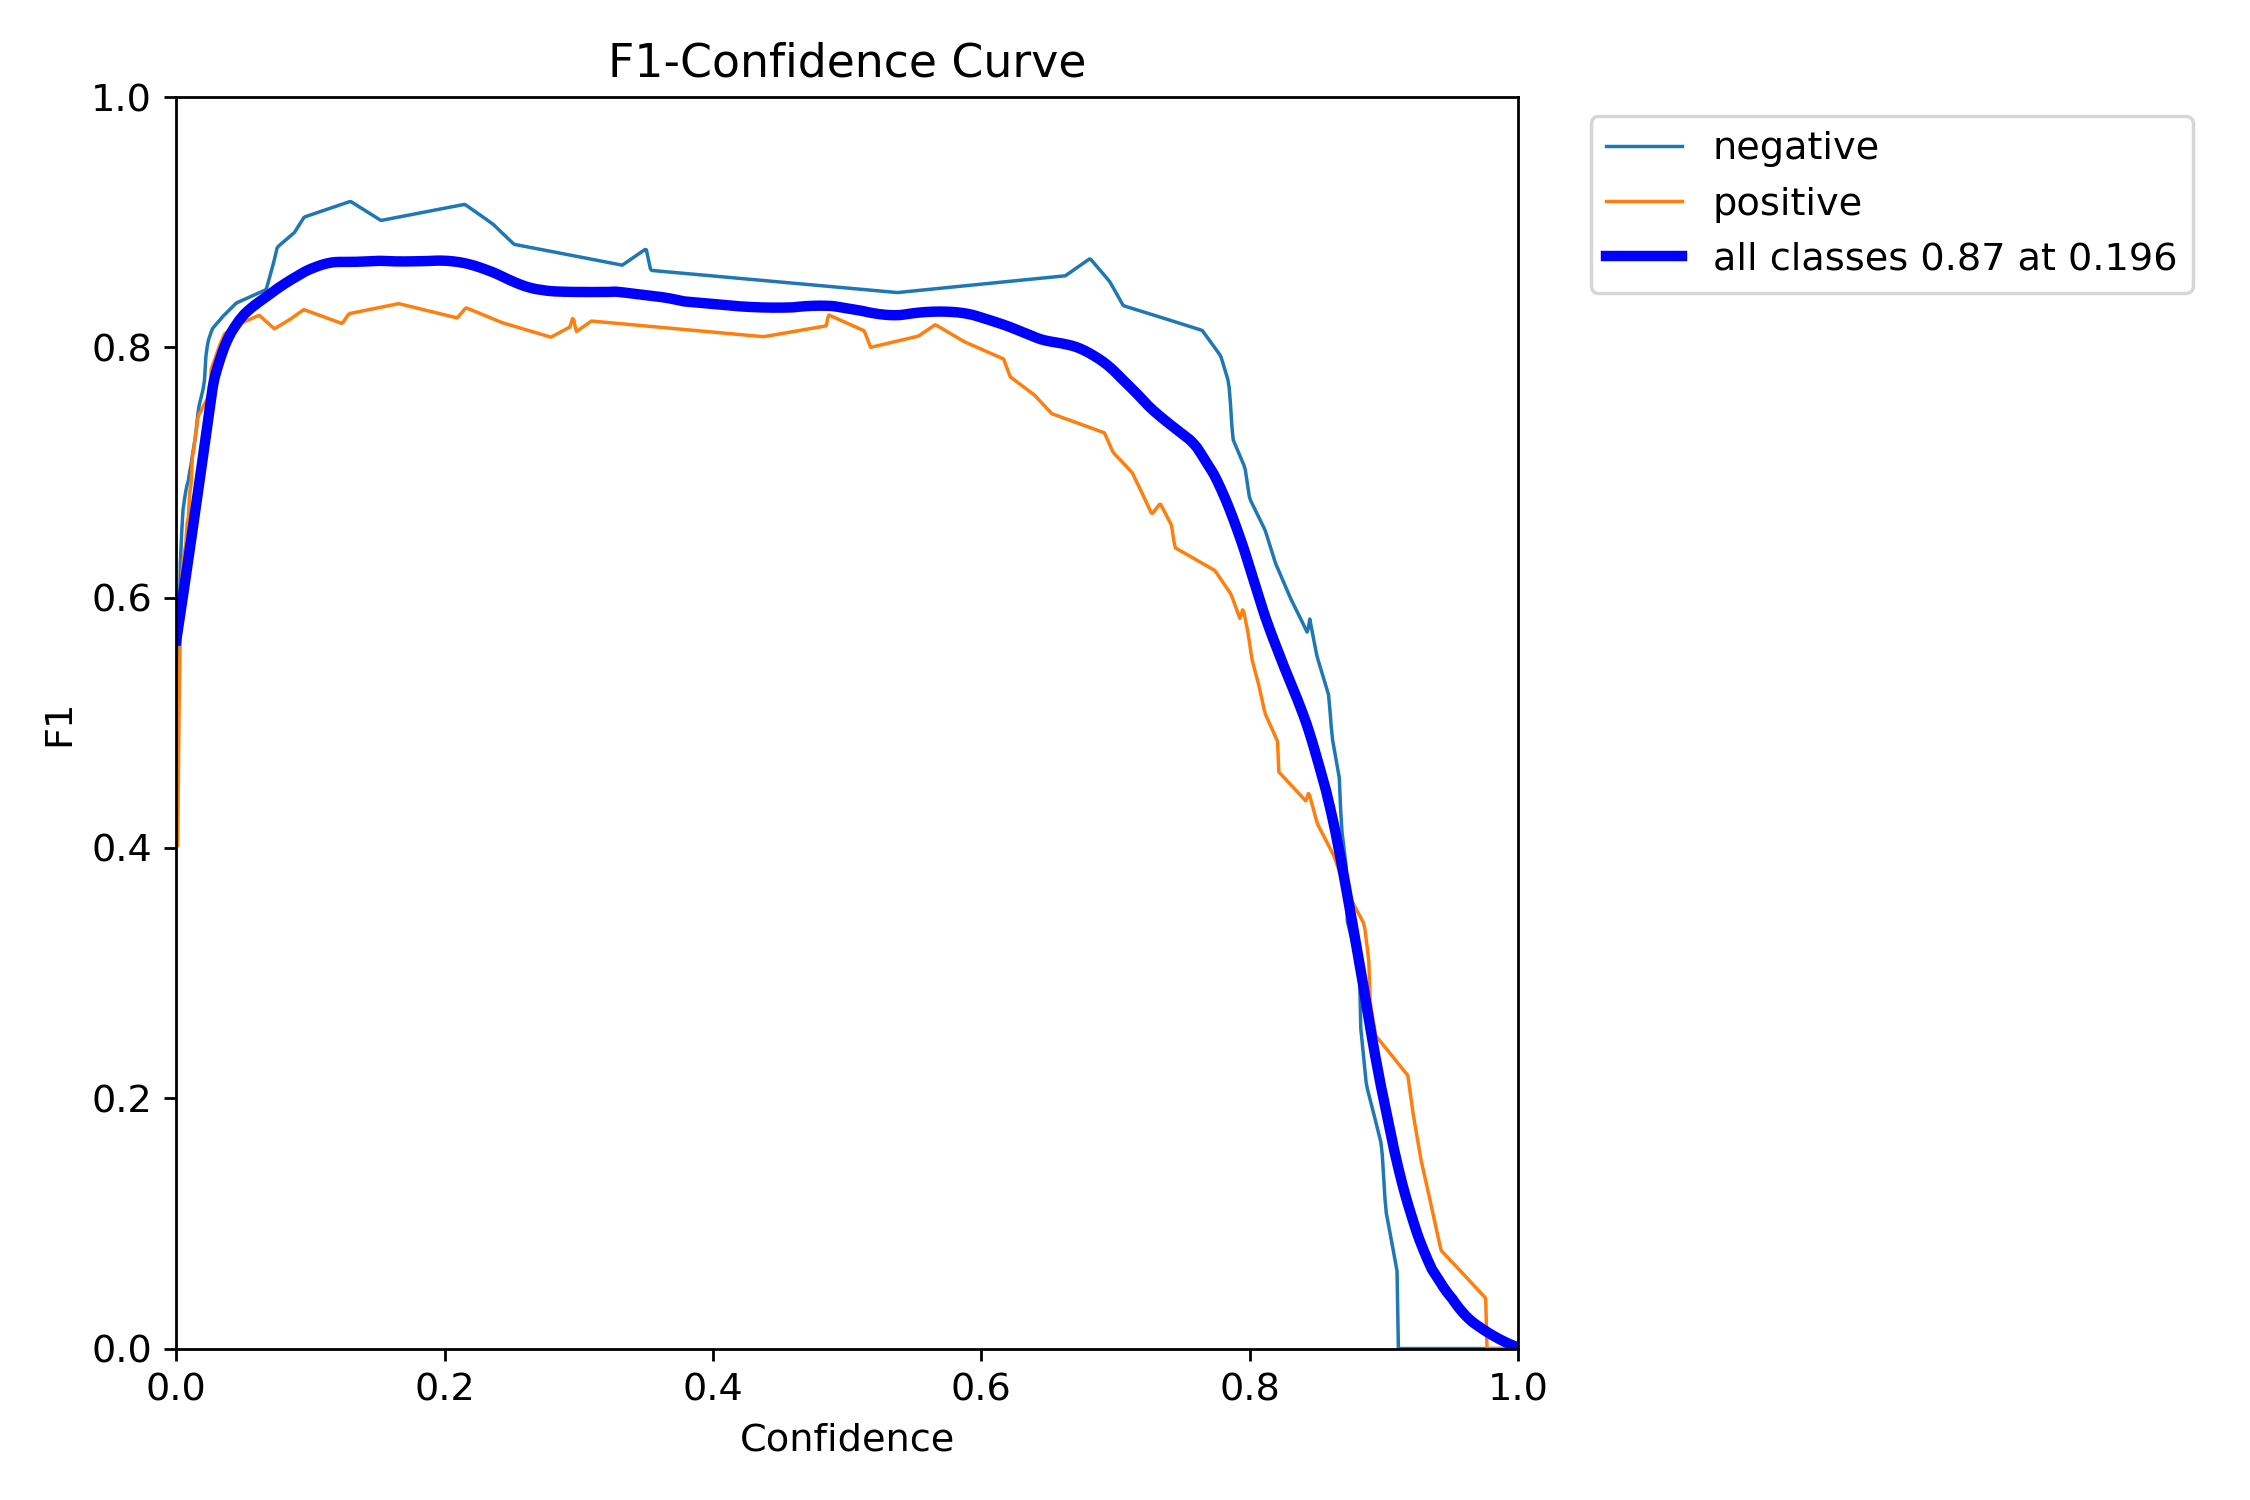 F1-Confidence Curve
1.0
0.8
0.6
0.4
0.2
0.0
F1
0.0 0.2 0.4 0.6 0.8 1.0
Confidence
negative
positive
all classes 0.87 at 0.196